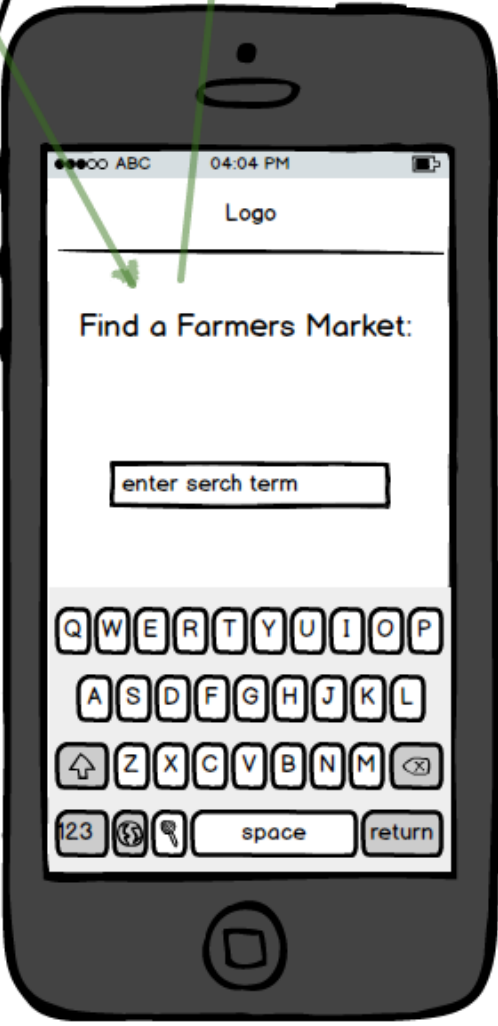 ABC 04:04 PM
Logo
Find a Farmers Market:
enter serch term
Q W E R T Y U I O P
A S D F G H J K L
Z X C V B N M
123 space return